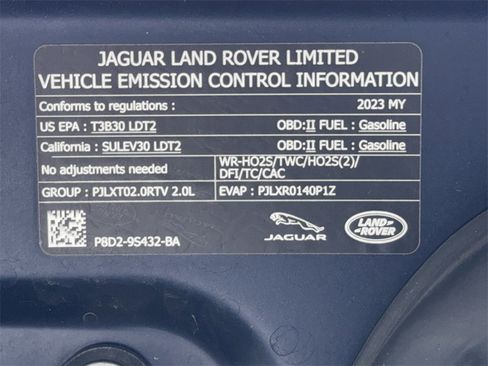 JAGUAR LAND ROVER LIMITED
VEHICLE EMISSION CONTROL INFORMATION
Conforms to regulations : 2023 MY
US EPA : T3B30 LDT2 OBD:II FUEL : Gasoline
California : SULEV30 LDT2 OBD:II FUEL : Gasoline
No adjustments needed WR-HO2S/TWC/HO2S(2)/
DFI/TC/CAC
GROUP : PJLXT02.0RTV 2.0L EVAP : PJLXR0140P1Z
P8D2-9S432-BA JAGUAR LAND ROVER